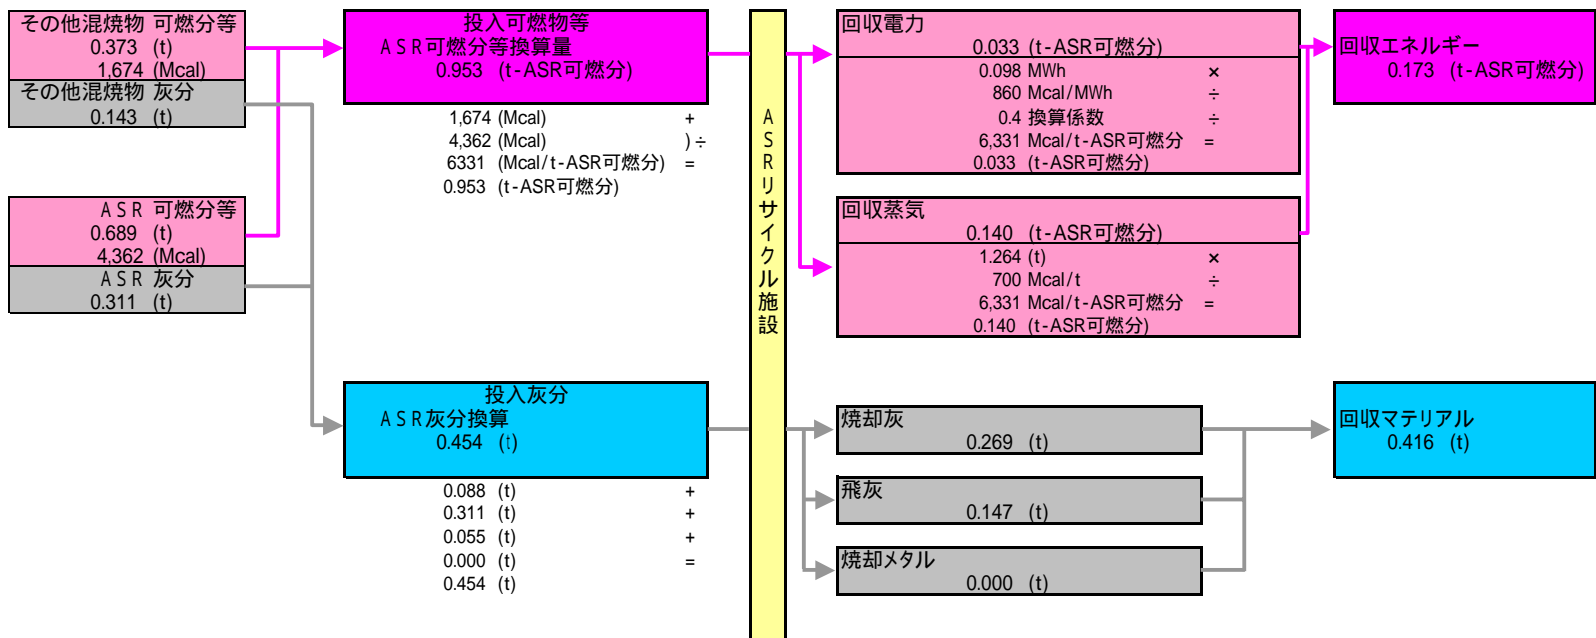 その他混焼物 可燃分等
0.373 (t)
1,674 (Mcal)
その他混焼物 灰分
0.143 (t)
ASR 可燃分等
0.689 (t)
4,362 (Mcal)
ASR 灰分
0.311 (t)
投入可燃物等
ASR可燃分等換算量
0.953 (t-ASR可燃分)
1,674 (Mcal) +
4,362 (Mcal) ) ÷
6331 (Mcal/t-ASR可燃分) =
0.953 (t-ASR可燃分)
投入灰分
ASR灰分換算
0.454 (t)
0.088 (t) +
0.311 (t) +
0.055 (t) +
0.000 (t) =
0.454 (t)
ASRリサイクル施設
回収電力
0.033 (t-ASR可燃分)
0.098 MWh ×
860 Mcal/MWh ÷
0.4 換算係数 ÷
6,331 Mcal/t-ASR可燃分 =
0.033 (t-ASR可燃分)
回収蒸気
0.140 (t-ASR可燃分)
1.264 (t) ×
700 Mcal/t ÷
6,331 Mcal/t-ASR可燃分 =
0.140 (t-ASR可燃分)
焼却灰
0.269 (t)
飛灰
0.147 (t)
焼却メタル
0.000 (t)
回収エネルギー
0.173 (t-ASR可燃分)
回収マテリアル
0.416 (t)